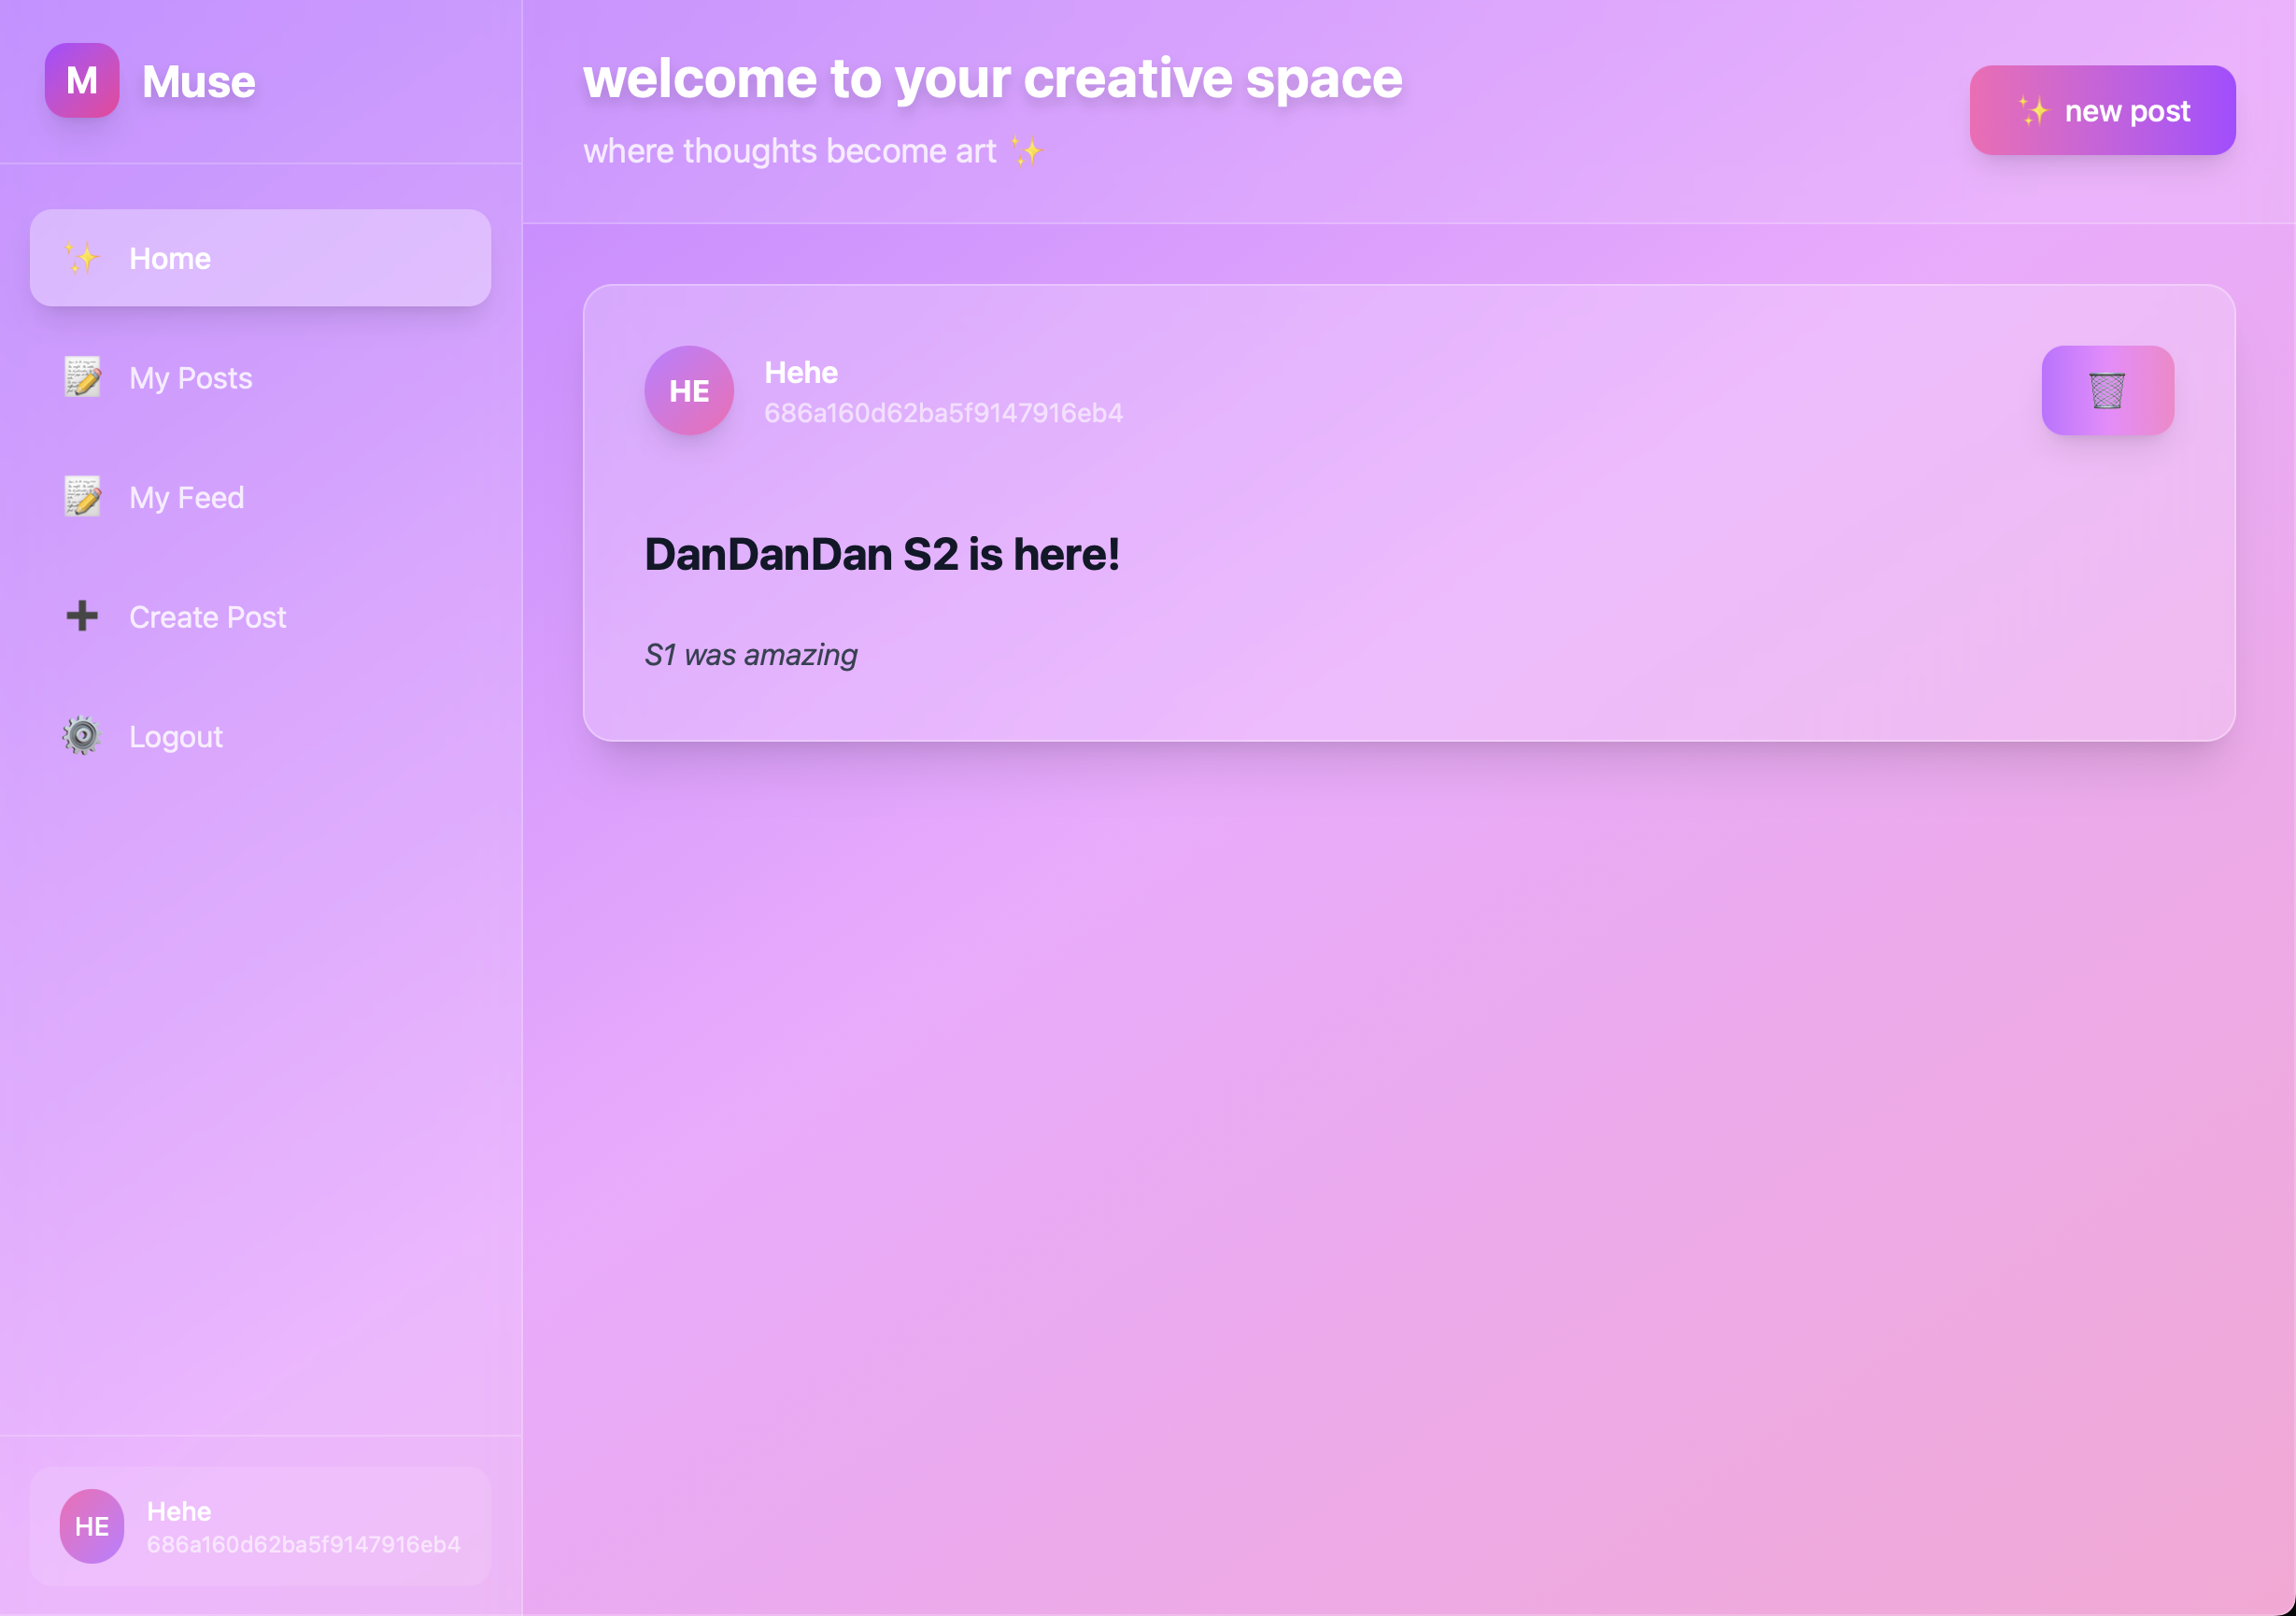 M Muse
Home
My Posts
My Feed
Create Post
Logout
HE Hehe
686a160d62ba5f9147916eb4
welcome to your creative space
where thoughts become art ✨
✨ new post
HE Hehe
686a160d62ba5f9147916eb4
DanDanDan S2 is here!
S1 was amazing